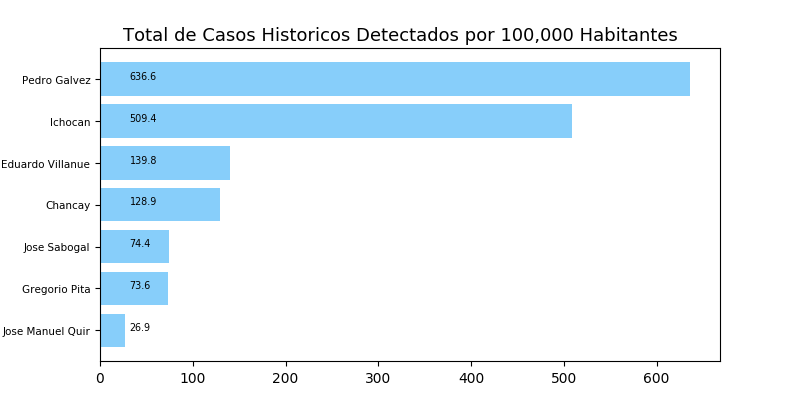 Total de Casos Historicos Detectados por 100,000 Habitantes
Pedro Galvez 636.6
Ichocan 509.4
Eduardo Villanue 139.8
Chancay 128.9
Jose Sabogal 74.4
Gregorio Pita 73.6
Jose Manuel Quir 26.9
0 100 200 300 400 500 600